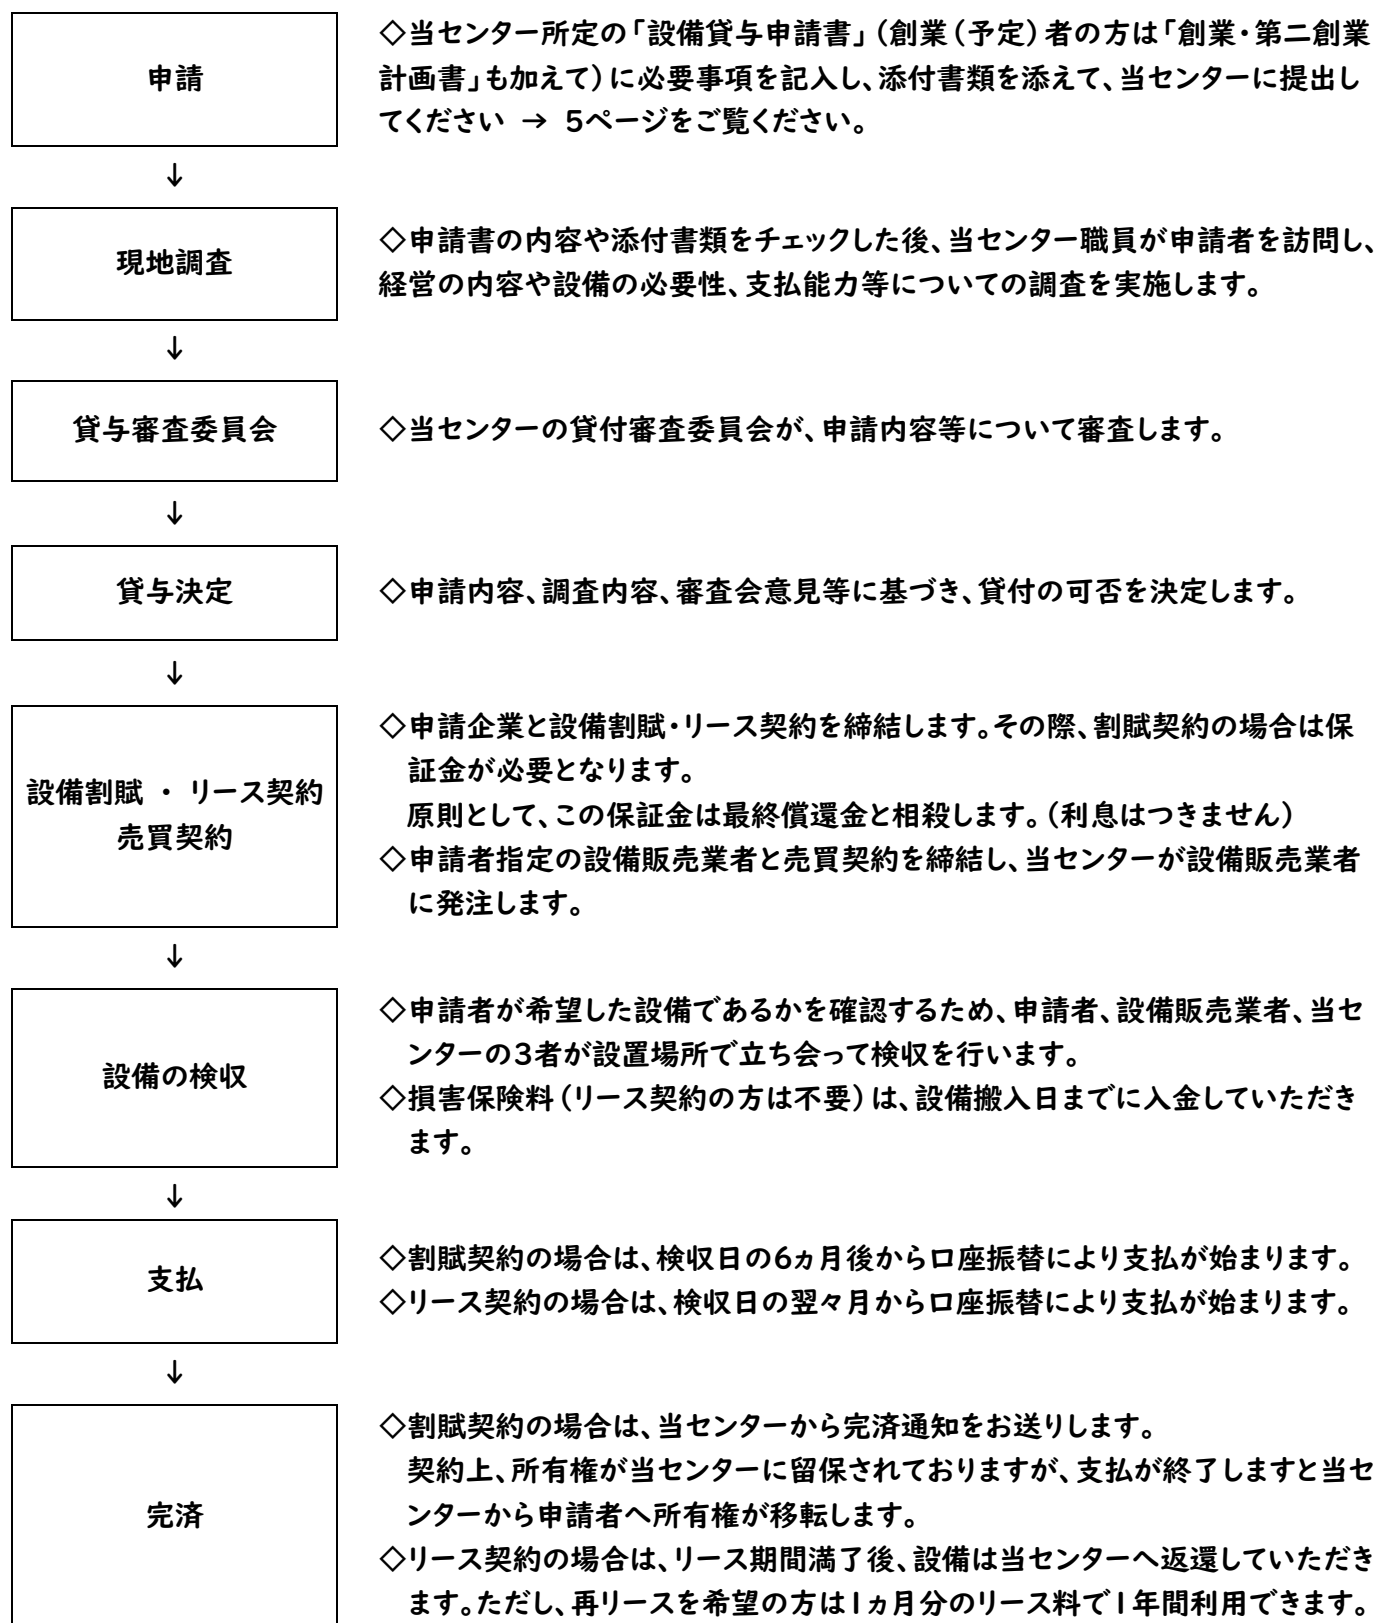 申請
◇当センター所定の「設備貸与申請書」（創業（予定）者の方は「創業・第二創業
計画書」も加えて）に必要事項を記入し、添付書類を添えて、当センターに提出し
てください → 5ページをご覧ください。
↓
現地調査
◇申請書の内容や添付書類をチェックした後、当センター職員が申請者を訪問し、
経営の内容や設備の必要性、支払能力等についての調査を実施します。
↓
貸与審査委員会
◇当センターの貸付審査委員会が、申請内容等について審査します。
↓
貸与決定
◇申請内容、調査内容、審査会意見等に基づき、貸付の可否を決定します。
↓
設備割賦 ・ リース契約
売買契約
◇申請企業と設備割賦・リース契約を締結します。その際、割賦契約の場合は保
証金が必要となります。
原則として、この保証金は最終償還金と相殺します。（利息はつきません）
◇申請者指定の設備販売業者と売買契約を締結し、当センターが設備販売業者
に発注します。
↓
設備の検収
◇申請者が希望した設備であるかを確認するため、申請者、設備販売業者、当セ
ンターの3者が設置場所で立ち会って検収を行います。
◇損害保険料（リース契約の方は不要）は、設備搬入日までに入金していただき
ます。
↓
支払
◇割賦契約の場合は、検収日の6ヵ月後から口座振替により支払が始まります。
◇リース契約の場合は、検収日の翌々月から口座振替により支払が始まります。
↓
完済
◇割賦契約の場合は、当センターから完済通知をお送りします。
契約上、所有権が当センターに留保されておりますが、支払が終了しますと当セ
ンターから申請者へ所有権が移転します。
◇リース契約の場合は、リース期間満了後、設備は当センターへ返還していただき
ます。ただし、再リースを希望の方は1ヵ月分のリース料で1年間利用できます。